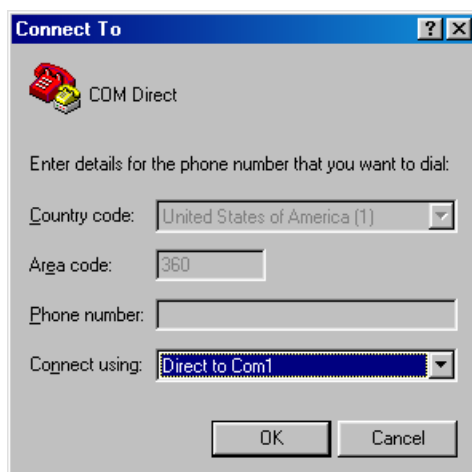 Connect To
COM Direct
Enter details for the phone number that you want to dial:
Country code: United States of America (1)
Area code: 360
Phone number:
Connect using: Direct to Com1
OK Cancel